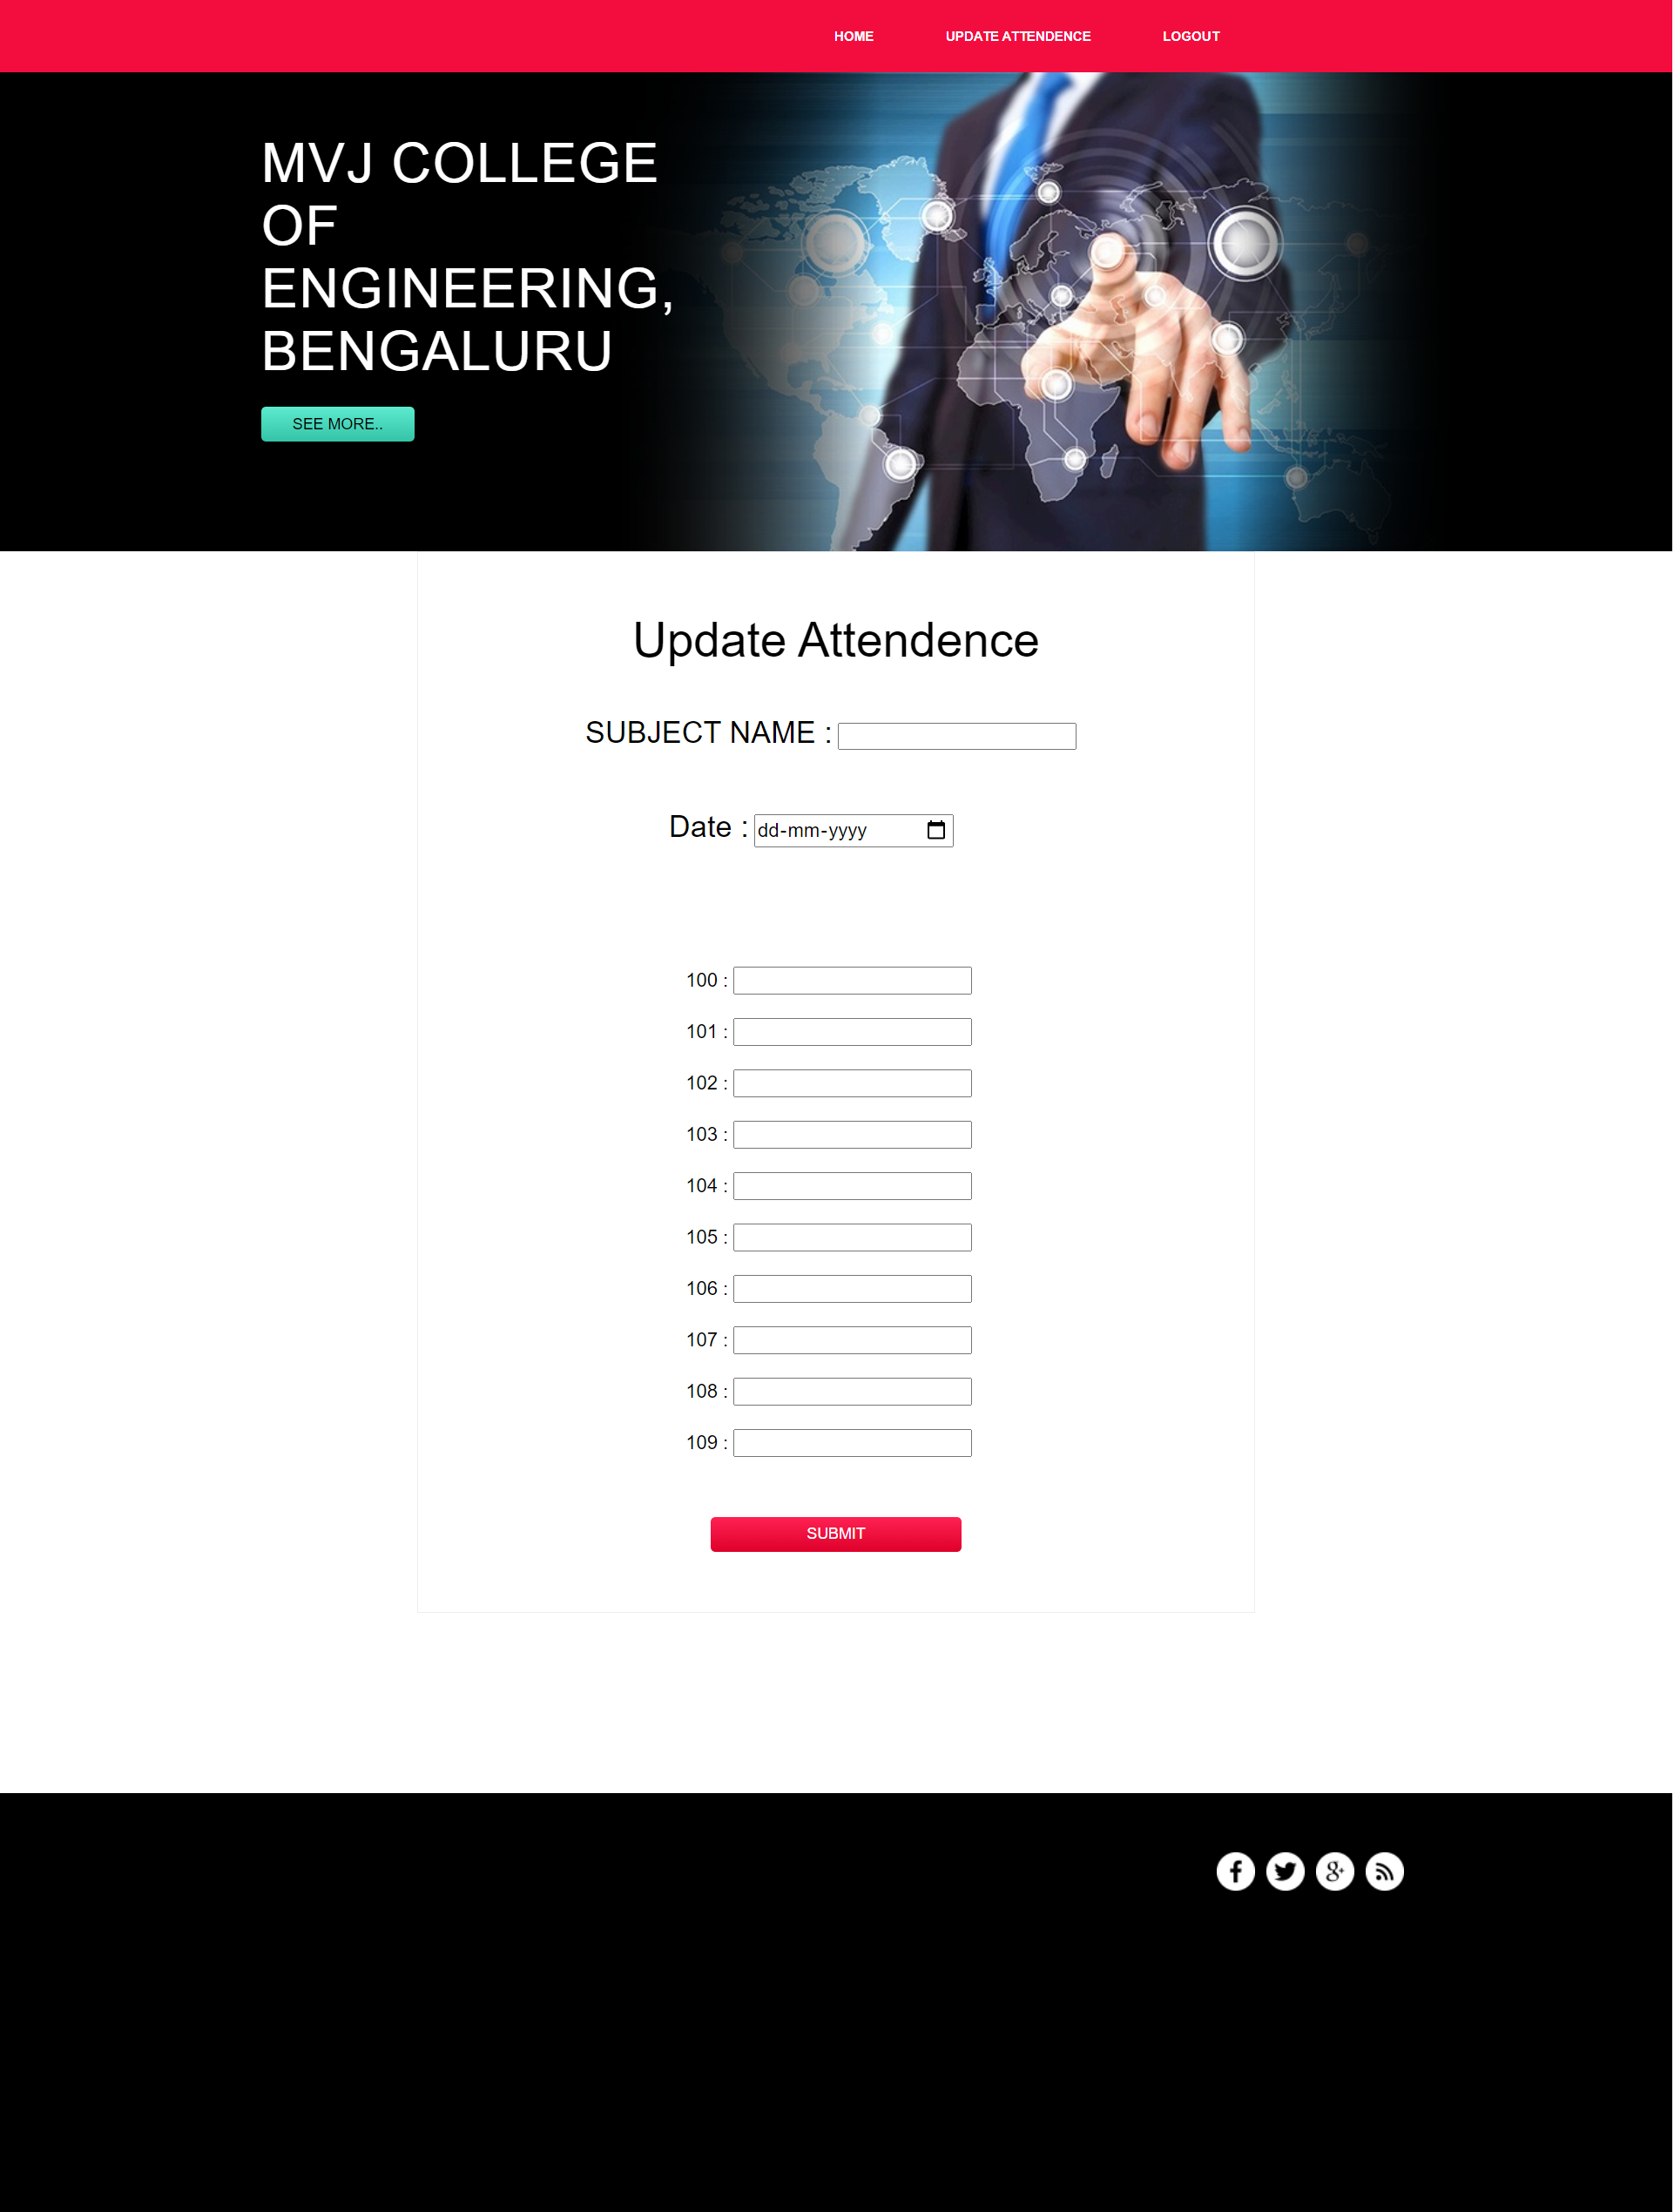 HOME UPDATE ATTENDENCE LOGOUT
MVJ COLLEGE
OF
ENGINEERING,
BENGALURU
SEE MORE..
Update Attendence
SUBJECT NAME :
Date : dd-mm-yyyy
100 :
101 :
102 :
103 :
104 :
105 :
106 :
107 :
108 :
109 :
SUBMIT